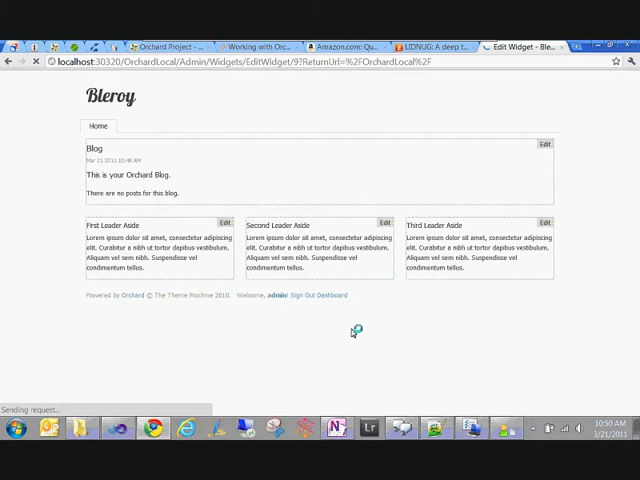 Orchard Project - ...
Working with Orc...
Amazon.com: Qu...
LIDNUG: A deep t...
Edit Widget - Ble...
localhost:30320/OrchardLocal/Admin/Widgets/EditWidget/9?ReturnUrl=%2FOrchardLocal%2F
Bleroy
Home
Edit
Blog
Mar 21 2011 10:48 AM
This is your Orchard Blog.
There are no posts for this blog.
Edit
First Leader Aside
Lorem ipsum dolor sit amet, consectetur adipiscing
elit. Curabitur a nibh ut tortor dapibus vestibulum.
Aliquam vel sem nibh. Suspendisse vel
condimentum tellus.
Edit
Second Leader Aside
Lorem ipsum dolor sit amet, consectetur adipiscing
elit. Curabitur a nibh ut tortor dapibus vestibulum.
Aliquam vel sem nibh. Suspendisse vel
condimentum tellus.
Edit
Third Leader Aside
Lorem ipsum dolor sit amet, consectetur adipiscing
elit. Curabitur a nibh ut tortor dapibus vestibulum.
Aliquam vel sem nibh. Suspendisse vel
condimentum tellus.
Powered by Orchard © The Theme Machine 2010. Welcome, admin! Sign Out Dashboard
Sending request...
Lr
10:50 AM
3/21/2011